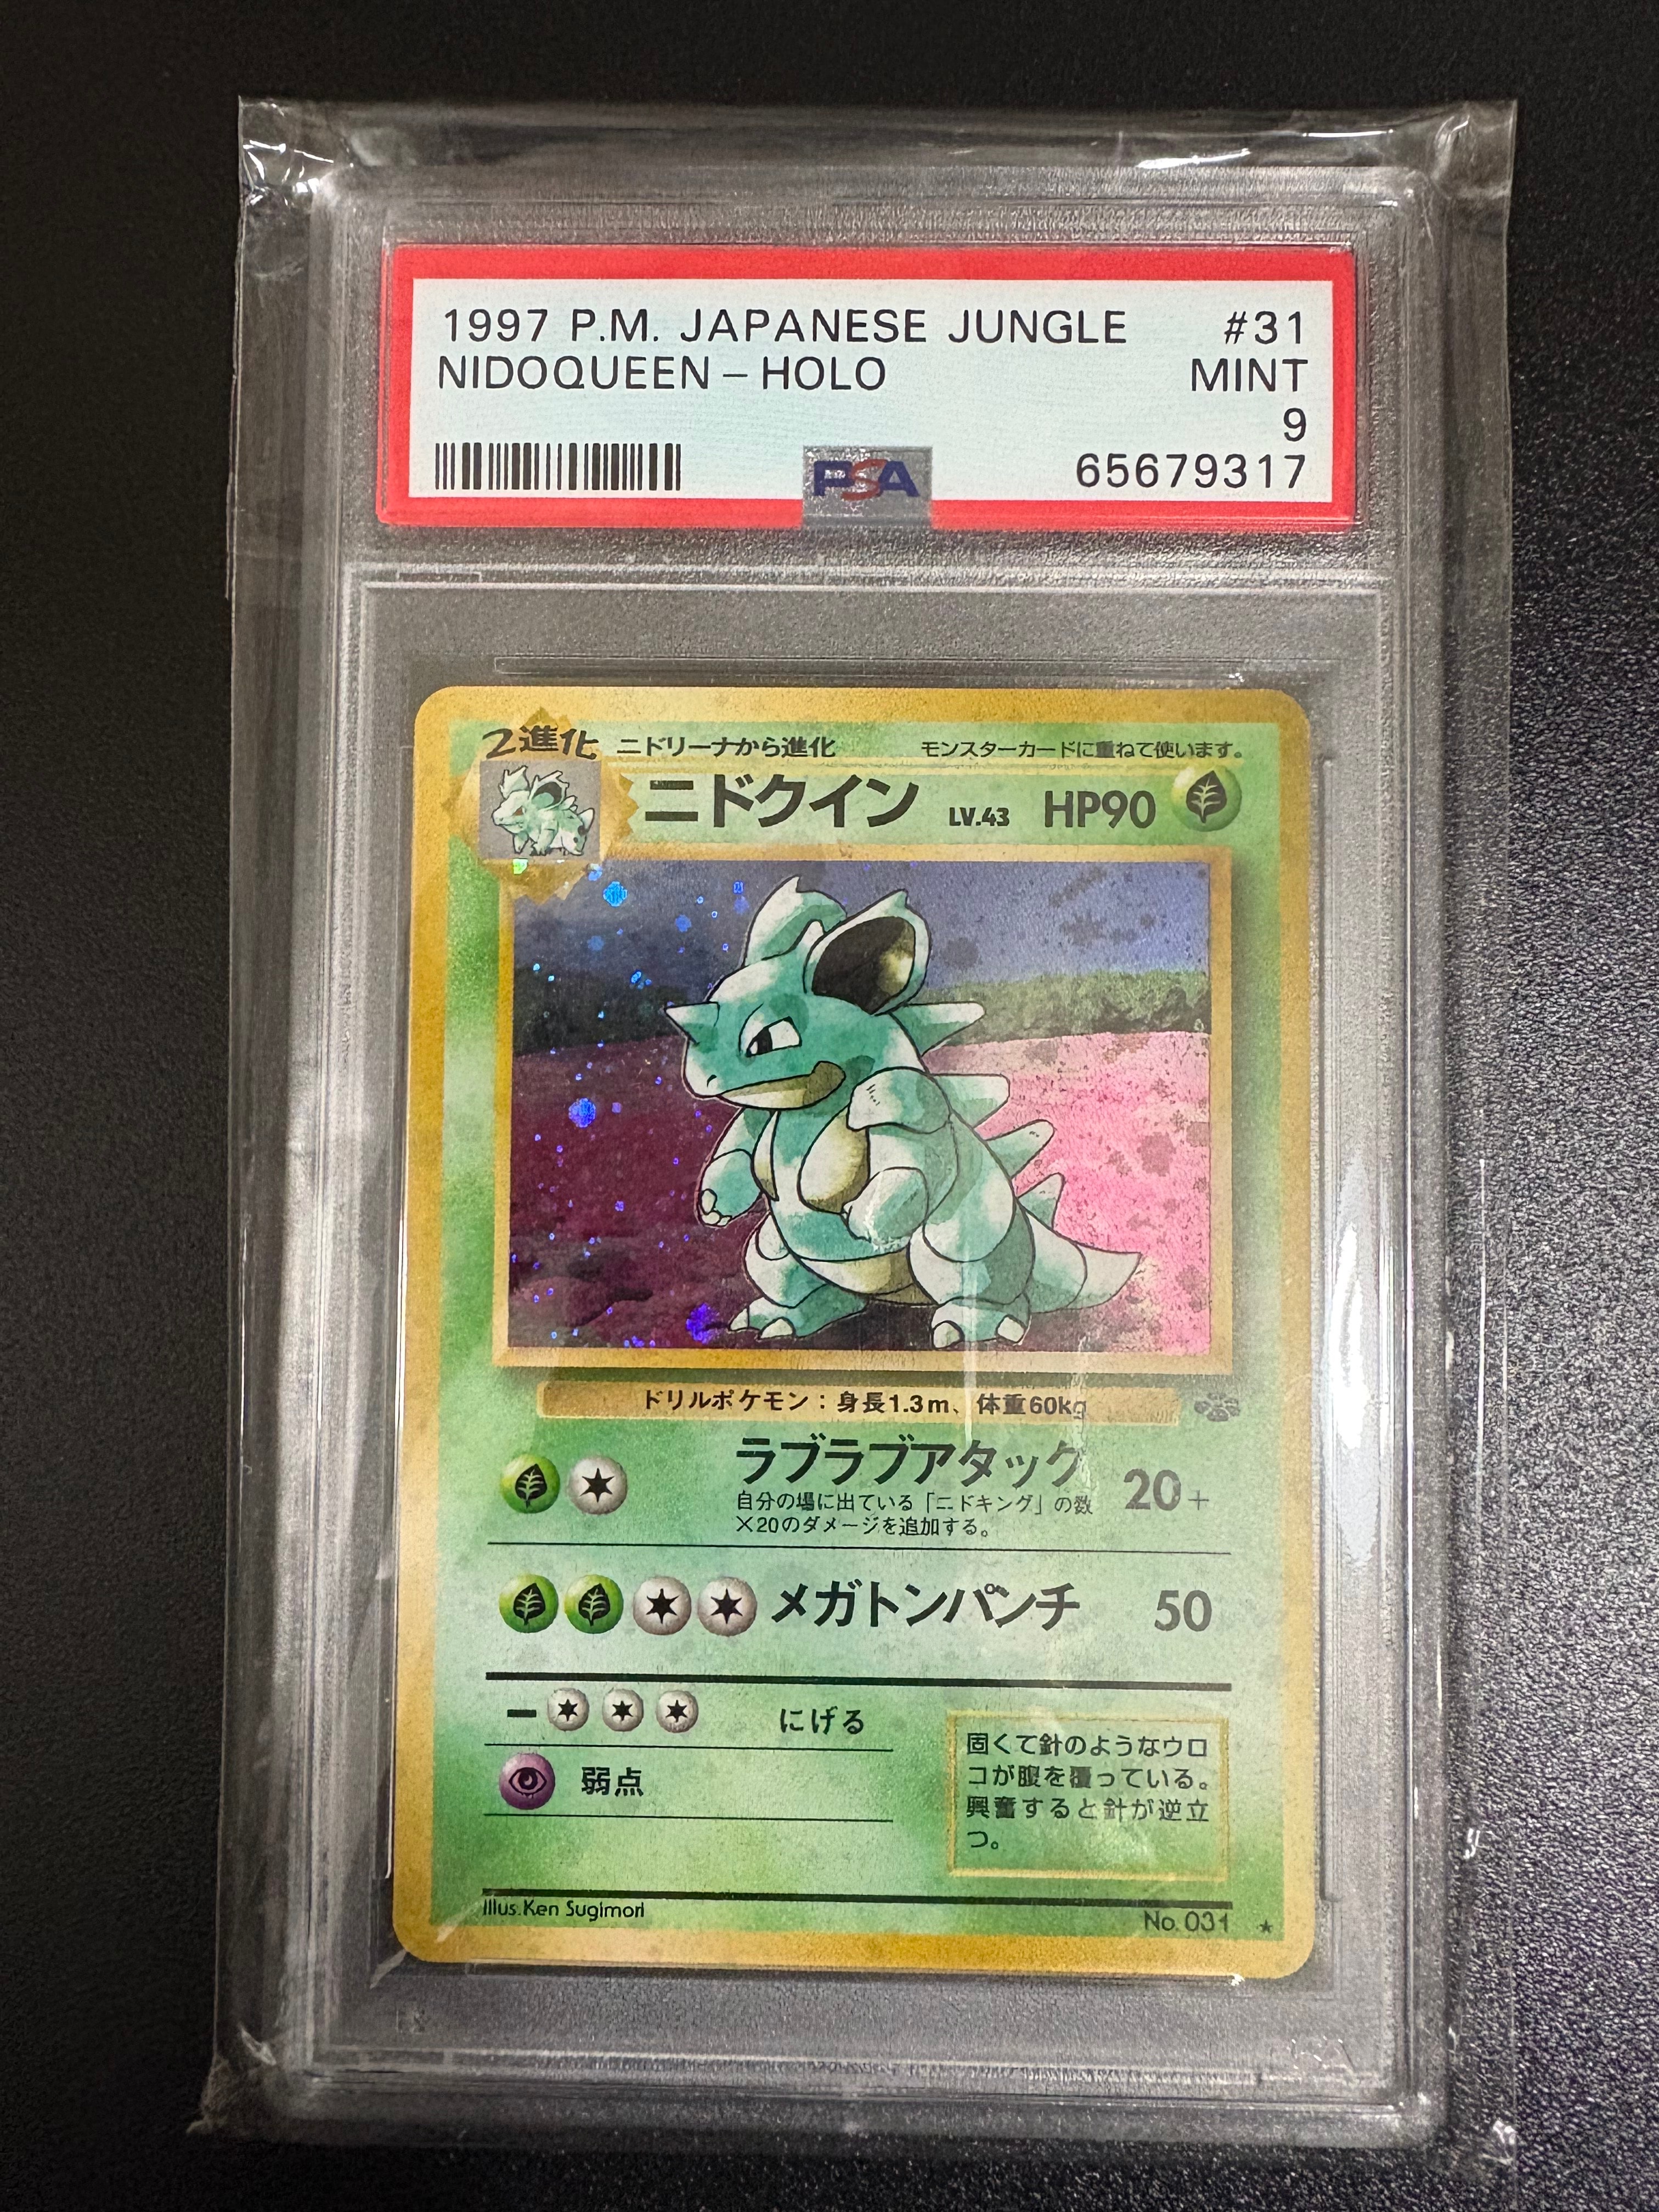 1997 P.M. JAPANESE JUNGLE #31
NIDOQUEEN - HOLO MINT
9
PSA 65679317
2進化 ニドリーナから進化 モンスターカードに重ねて使います。
ニドクイン LV.43 HP90
ドリルポケモン：身長1.3m、体重60kg
ラブラブアタック 20+
自分の場に出ている「ニドキング」の数
×20のダメージを追加する。
メガトンパンチ 50
にげる
弱点
固くて針のようなウロ
コが腹を覆っている。
興奮すると針が逆立
つ。
Illus.Ken Sugimori
No.031 ★